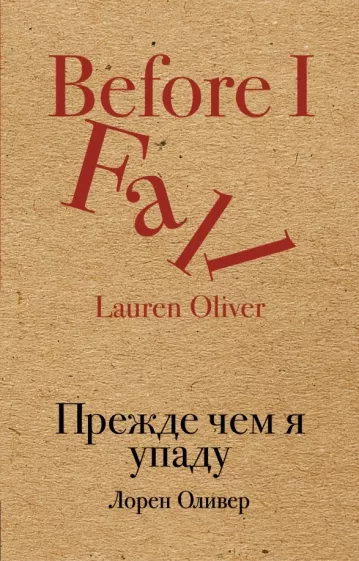 Before I
Fall
Lauren Oliver
Прежде чем я
упаду
Лорен Оливер